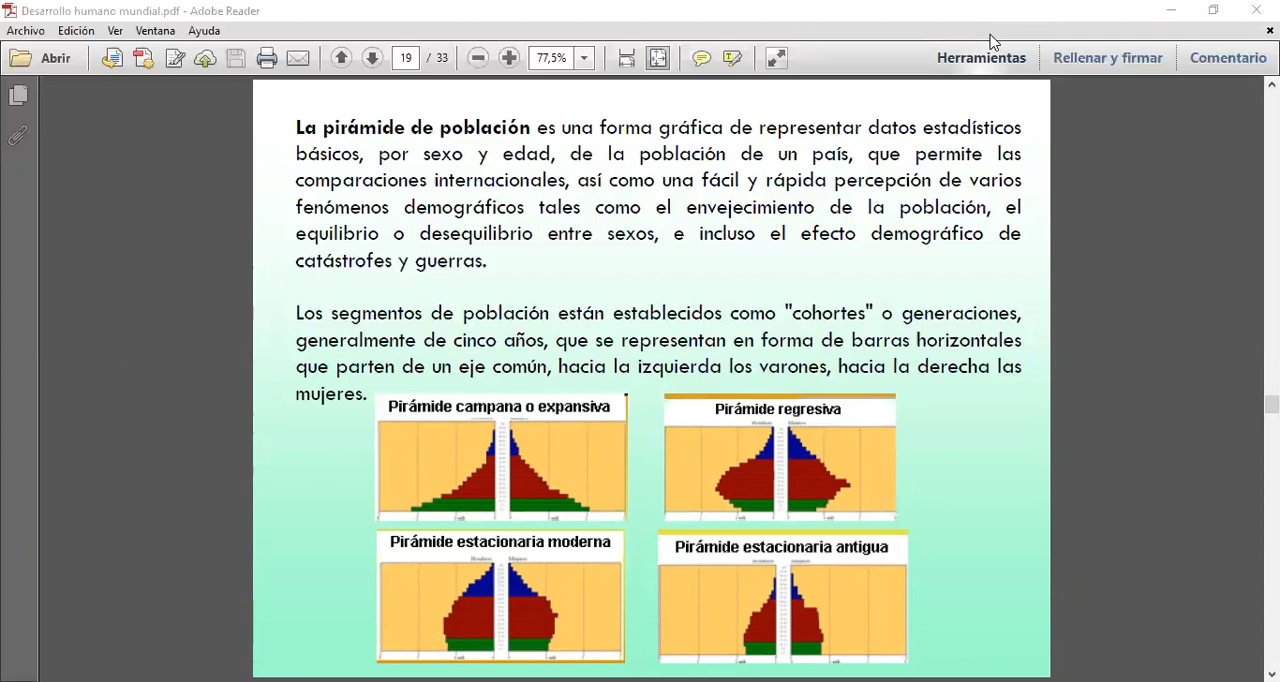 Desarrollo humano mundial.pdf - Adobe Reader
Archivo Edición Ver Ventana Ayuda
Abrir 19 / 33 77,5% Herramientas Rellenar y firmar Comentario
La pirámide de población es una forma gráfica de representar datos estadísticos
básicos, por sexo y edad, de la población de un país, que permite las
comparaciones internacionales, así como una fácil y rápida percepción de varios
fenómenos demográficos tales como el envejecimiento de la población, el
equilibrio o desequilibrio entre sexos, e incluso el efecto demográfico de
catástrofes y guerras.
Los segmentos de población están establecidos como "cohortes" o generaciones,
generalmente de cinco años, que se representan en forma de barras horizontales
que parten de un eje común, hacia la izquierda los varones, hacia la derecha las
mujeres.
Pirámide campana o expansiva
Pirámide regresiva
Hombres Mujeres
Pirámide estacionaria moderna
Hombres Mujeres
Pirámide estacionaria antigua